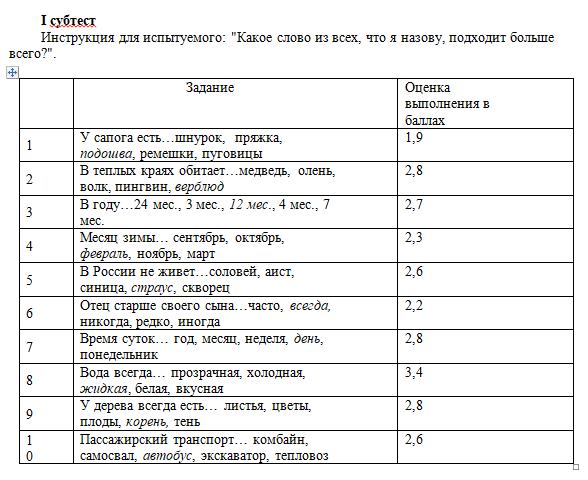 I субтест
Инструкция для испытуемого: "Какое слово из всех, что я назову, подходит больше
всего?".
Задание
Оценка
выполнения в
баллах
1
У сапога есть…шнурок, пряжка,
подошва, ремешки, пуговицы
1,9
2
В теплых краях обитает…медведь, олень,
волк, пингвин, верблюд
2,8
3
В году…24 мес., 3 мес., 12 мес., 4 мес., 7
мес.
2,7
4
Месяц зимы… сентябрь, октябрь,
февраль, ноябрь, март
2,3
5
В России не живет…соловей, аист,
синица, страус, скворец
2,6
6
Отец старше своего сына…часто, всегда,
никогда, редко, иногда
2,2
7
Время суток… год, месяц, неделя, день,
понедельник
2,8
8
Вода всегда… прозрачная, холодная,
жидкая, белая, вкусная
3,4
9
У дерева всегда есть… листья, цветы,
плоды, корень, тень
2,8
1
0
Пассажирский транспорт… комбайн,
самосвал, автобус, экскаватор, тепловоз
2,6